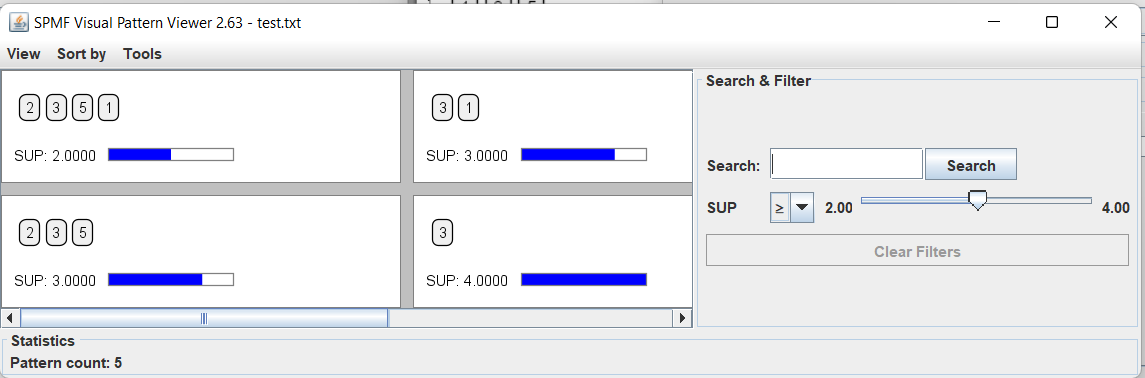 SPMF Visual Pattern Viewer 2.63 - test.txt
View Sort by Tools
2 3 5 1
SUP: 2.0000
3 1
SUP: 3.0000
2 3 5
SUP: 3.0000
3
SUP: 4.0000
Search & Filter
Search: Search
SUP ≥ 2.00 4.00
Clear Filters
Statistics
Pattern count: 5